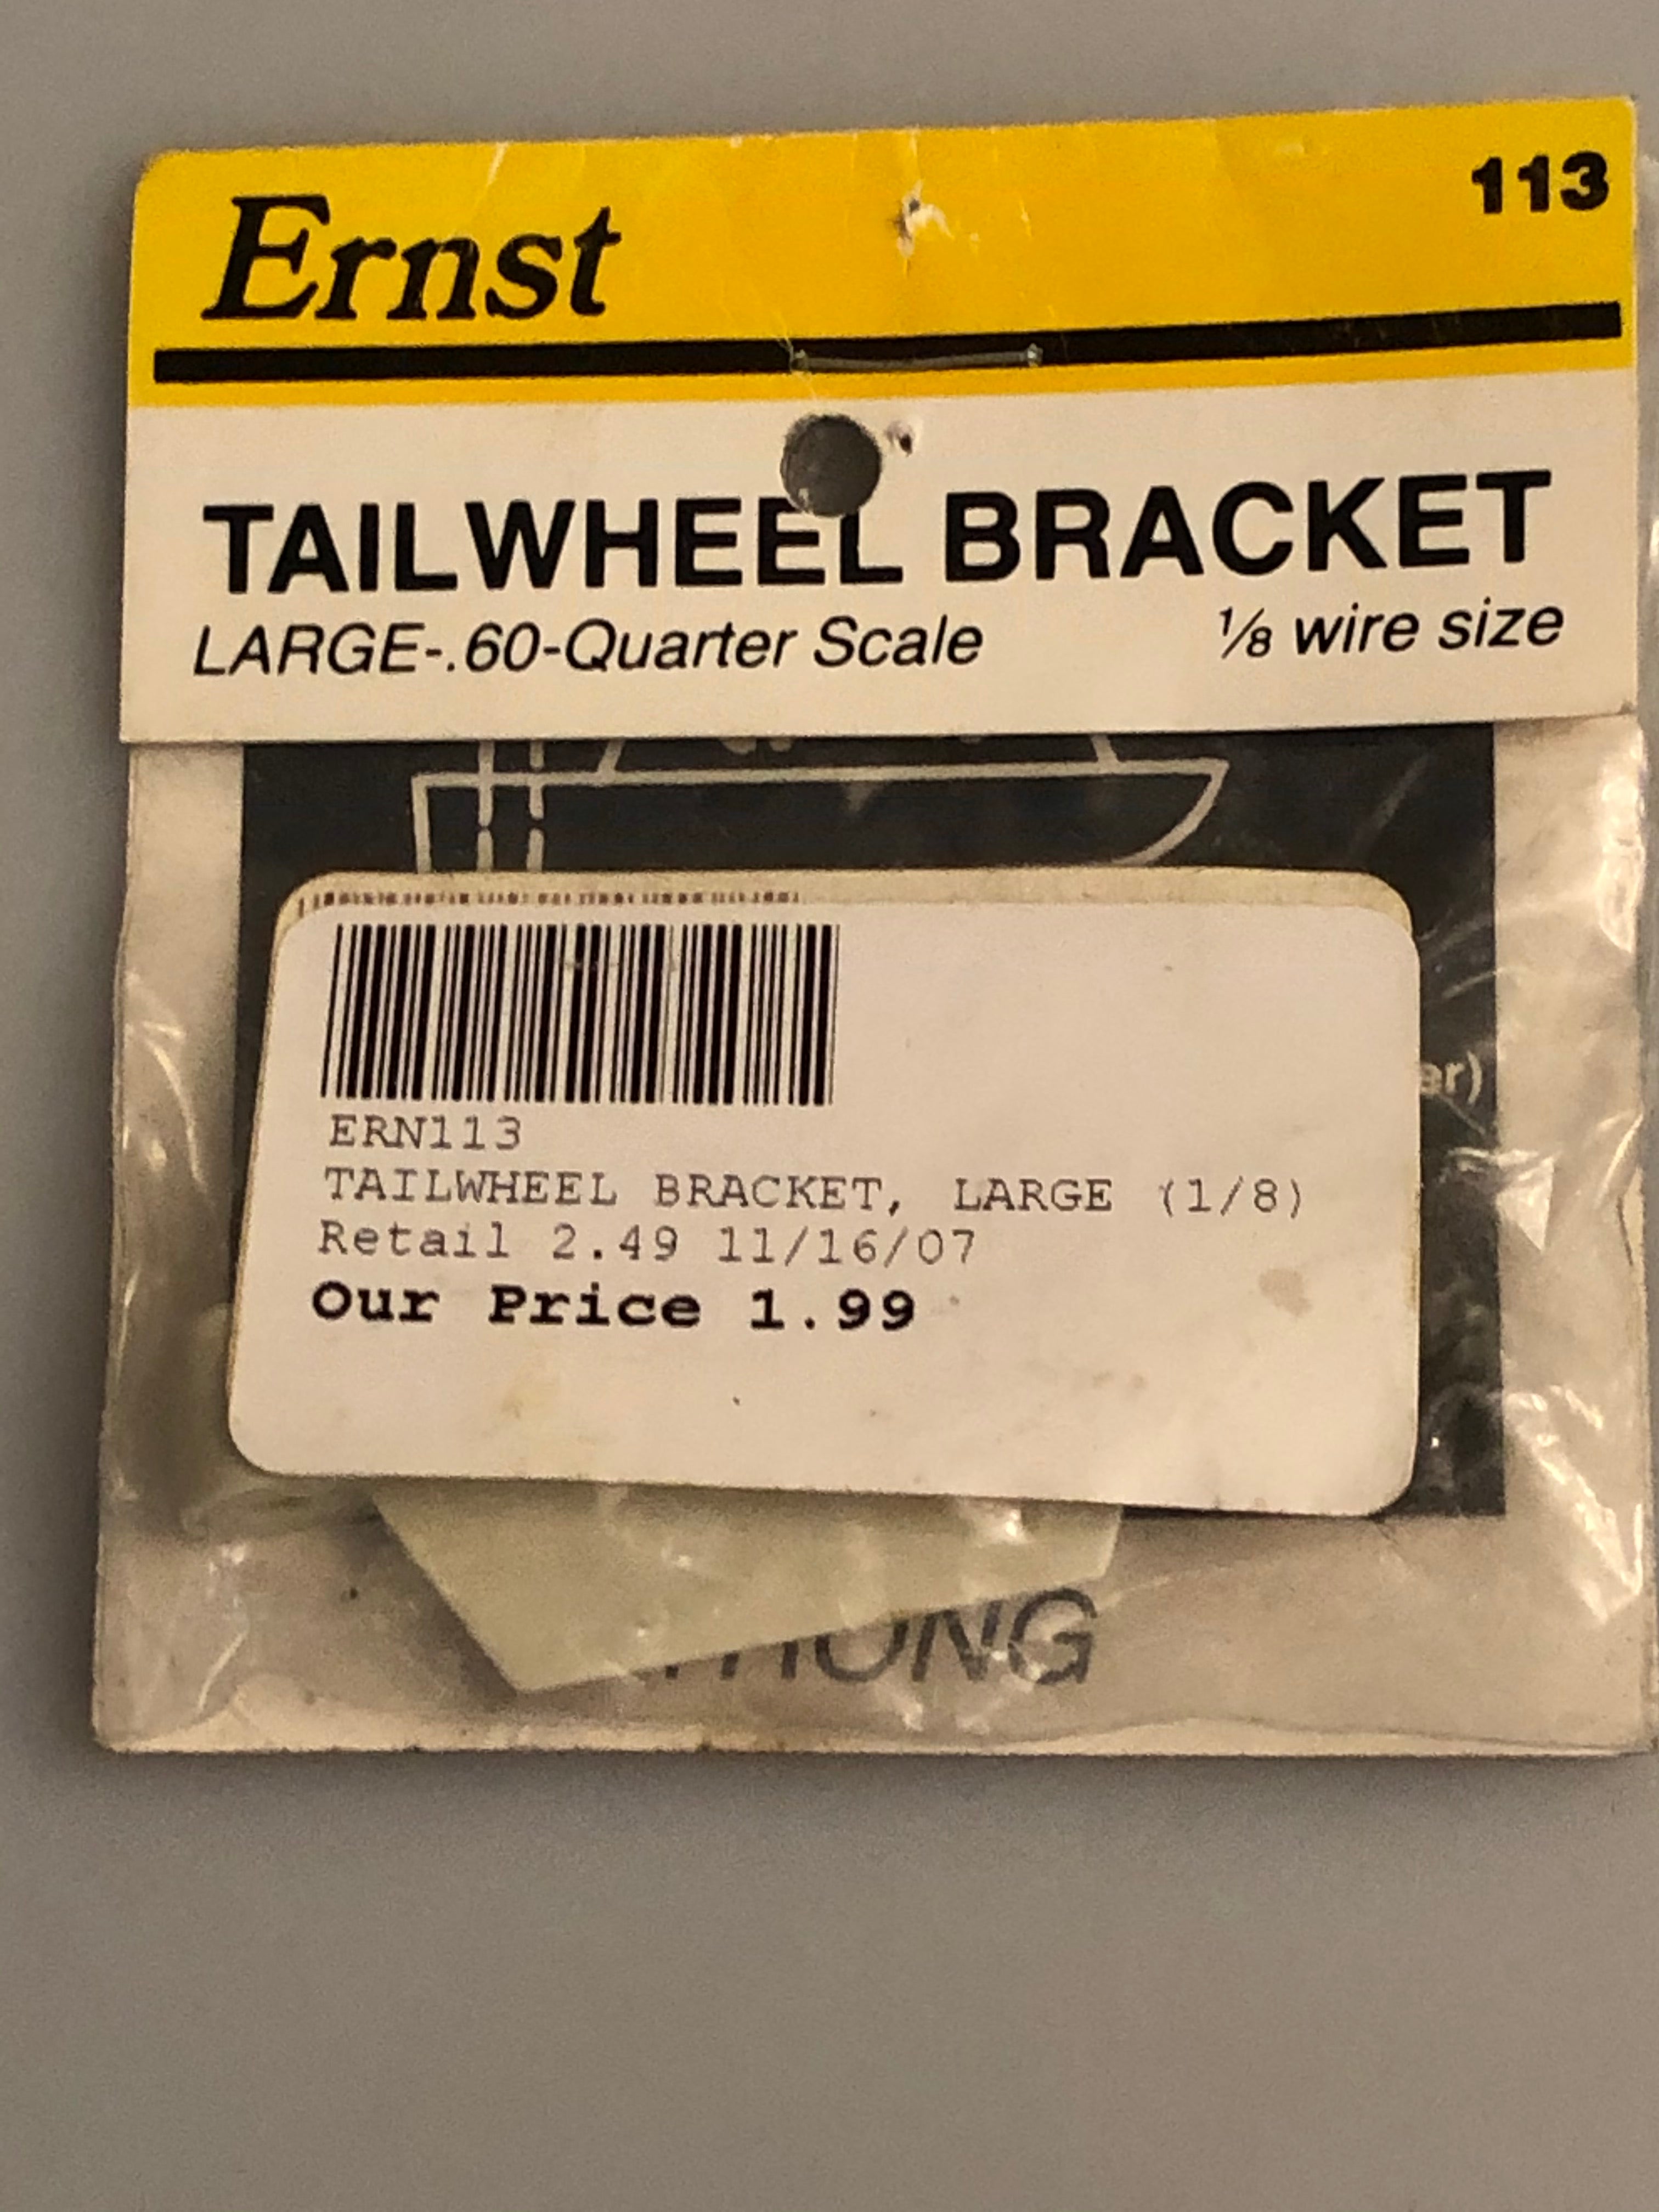 Ernst
113
TAILWHEEL BRACKET
LARGE-.60-Quarter Scale
1/8 wire size
ERN113
TAILWHEEL BRACKET, LARGE (1/8)
Retail 2.49 11/16/07
Our Price 1.99